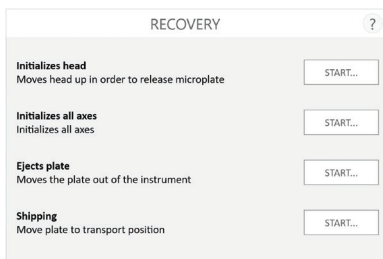 RECOVERY
?
Initializes head
Moves head up in order to release microplate
START...
Initializes all axes
Initializes all axes
START...
Ejects plate
Moves the plate out of the instrument
START...
Shipping
Move plate to transport position
START...